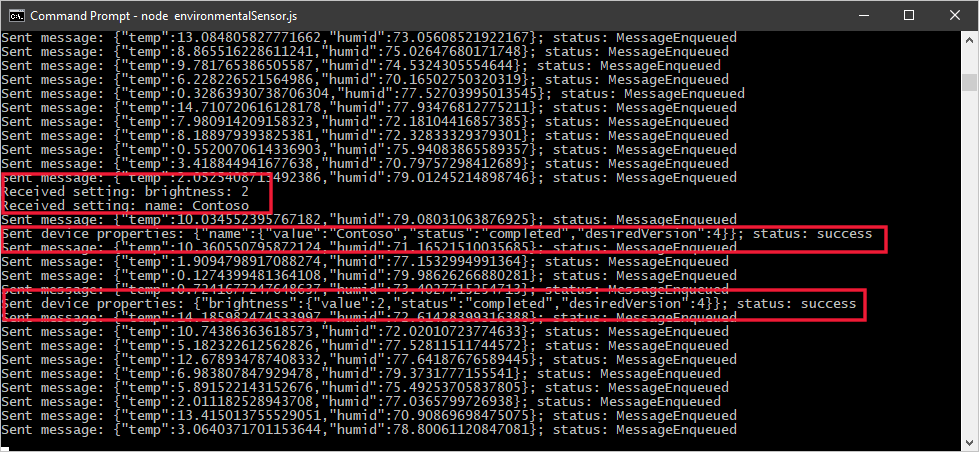 Command Prompt - node environmentalSensor.js
Sent message: {"temp":13.084805827771662,"humid":73.05608521922167}; status: MessageEnqueued
Sent message: {"temp":8.865516228611241,"humid":75.02647680171748}; status: MessageEnqueued
Sent message: {"temp":9.781765386505587,"humid":74.5324305554644}; status: MessageEnqueued
Sent message: {"temp":6.228226521564986,"humid":70.16502750320319}; status: MessageEnqueued
Sent message: {"temp":0.32863930738706304,"humid":77.52703995013545}; status: MessageEnqueued
Sent message: {"temp":14.710720616128178,"humid":77.93476812775211}; status: MessageEnqueued
Sent message: {"temp":7.980914209158323,"humid":72.18104416857385}; status: MessageEnqueued
Sent message: {"temp":8.188979393825381,"humid":72.32833329379301}; status: MessageEnqueued
Sent message: {"temp":0.5520070614336903,"humid":75.94083865589357}; status: MessageEnqueued
Sent message: {"temp":3.418844941677638,"humid":70.79757298412689}; status: MessageEnqueued
Sent message: {"temp":2.0525408713492386,"humid":79.01245214898746}; status: MessageEnqueued
Received setting: brightness: 2
Received setting: name: Contoso
Sent message: {"temp":10.034552395767182,"humid":79.08031063876925}; status: MessageEnqueued
Sent device properties: {"name":{"value":"Contoso","status":"completed","desiredVersion":4}}; status: success
Sent message: {"temp":10.360550795872124,"humid":71.16521510035685}; status: MessageEnqueued
Sent message: {"temp":1.9094798917088274,"humid":77.1532994991364}; status: MessageEnqueued
Sent message: {"temp":0.1274399481364108,"humid":79.98626266880281}; status: MessageEnqueued
Sent message: {"temp":0.7241677247648637,"humid":73.40277515254713}; status: MessageEnqueued
Sent device properties: {"brightness":{"value":2,"status":"completed","desiredVersion":4}}; status: success
Sent message: {"temp":14.185982474533997,"humid":72.61428399316388}; status: MessageEnqueued
Sent message: {"temp":10.74386363618573,"humid":72.02010723774633}; status: MessageEnqueued
Sent message: {"temp":5.182322612562826,"humid":77.52811511744572}; status: MessageEnqueued
Sent message: {"temp":12.678934787408332,"humid":77.64187676589445}; status: MessageEnqueued
Sent message: {"temp":6.983807847929478,"humid":79.3731777155541}; status: MessageEnqueued
Sent message: {"temp":5.891522143152676,"humid":75.49253705837805}; status: MessageEnqueued
Sent message: {"temp":2.011182528943708,"humid":77.0365799726938}; status: MessageEnqueued
Sent message: {"temp":13.415013755529051,"humid":70.90869698475075}; status: MessageEnqueued
Sent message: {"temp":3.0640371701153644,"humid":78.80061120847081}; status: MessageEnqueued